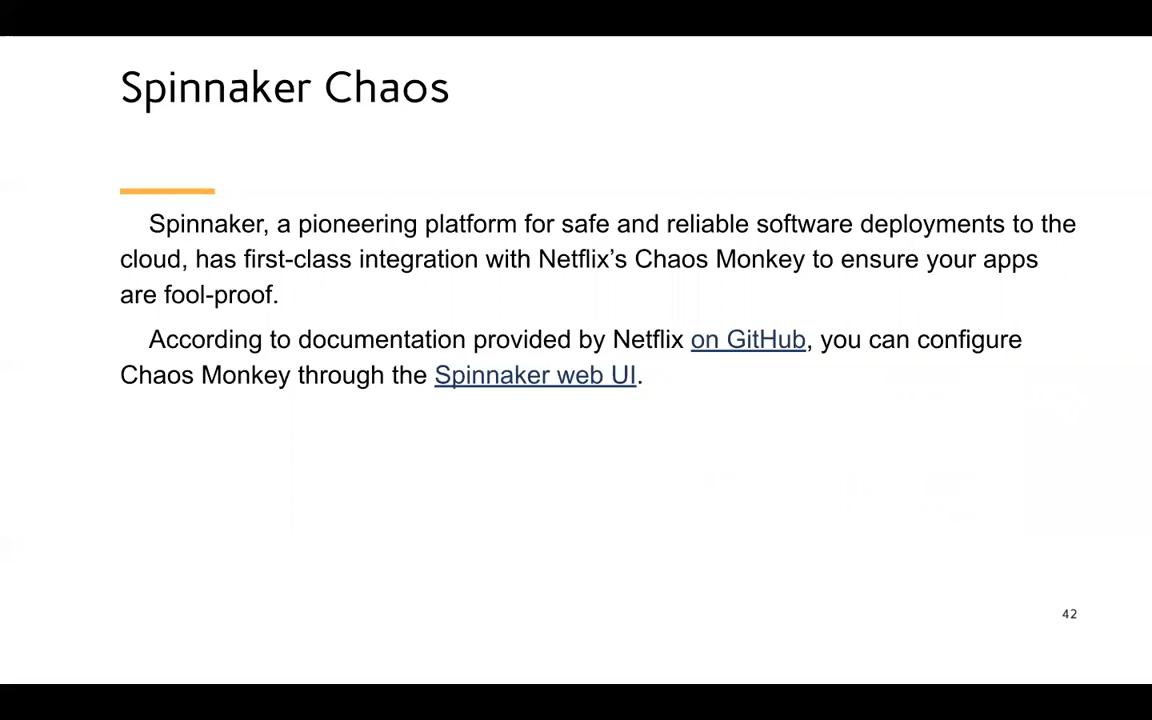 Spinnaker Chaos
Spinnaker, a pioneering platform for safe and reliable software deployments to the
cloud, has first-class integration with Netflix’s Chaos Monkey to ensure your apps
are fool-proof.
According to documentation provided by Netflix on GitHub, you can configure
Chaos Monkey through the Spinnaker web UI.
42